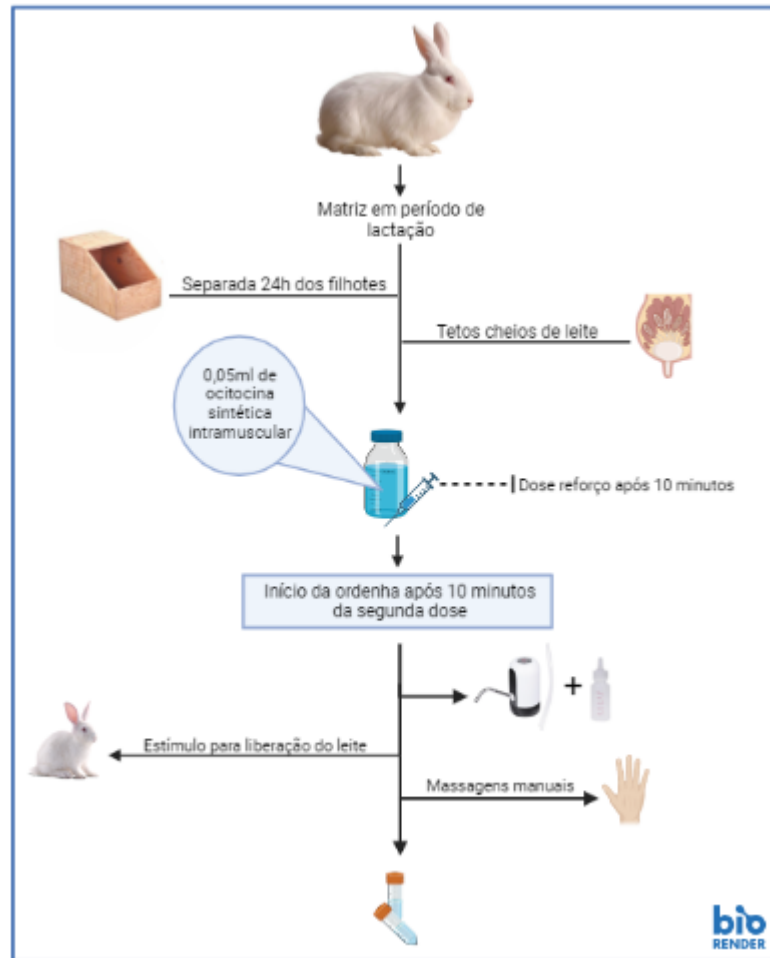 Matriz em período de
lactação
Separada 24h dos filhotes
Tetos cheios de leite
0,05ml de
ocitocina
sintética
intramuscular
Dose reforço após 10 minutos
Início da ordenha após 10 minutos
da segunda dose
Estímulo para liberação do leite
Massagens manuais
bio
RENDER